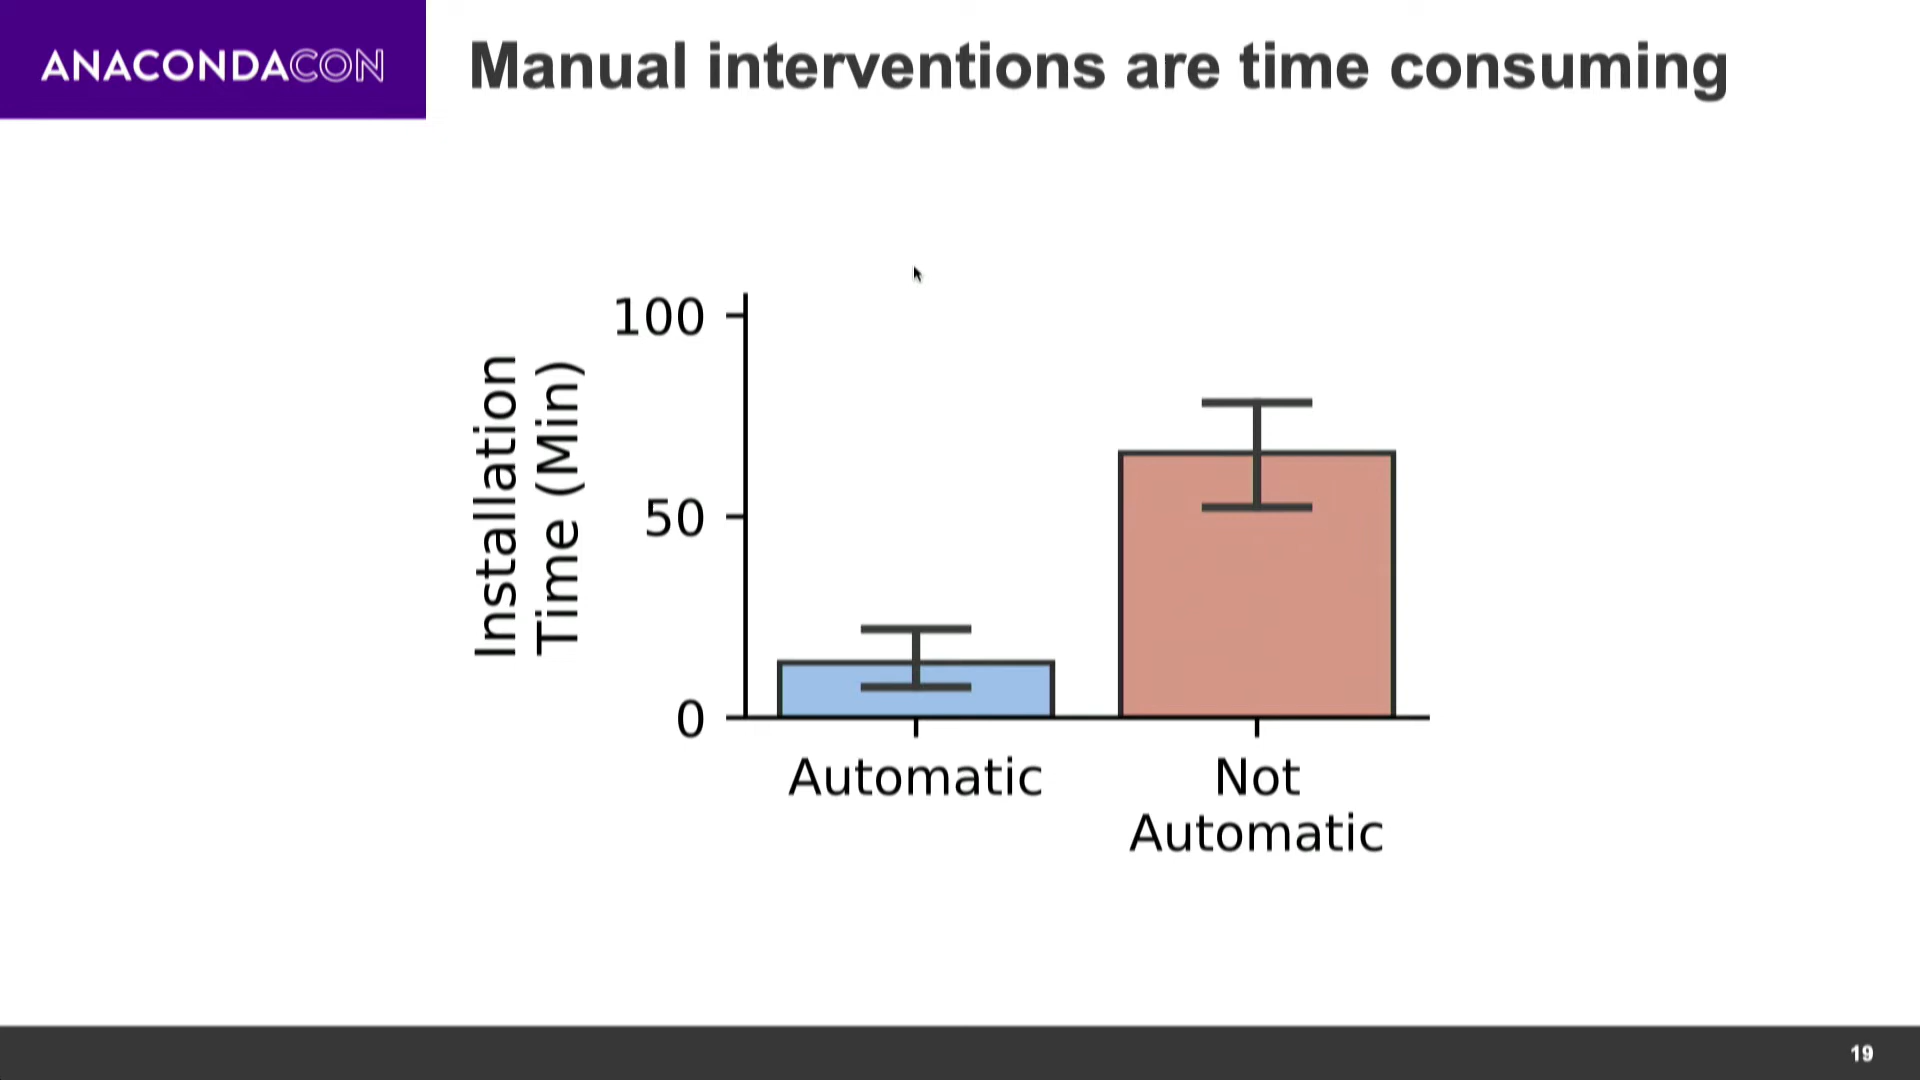 ANACONDACON
Manual interventions are time consuming
Installation
Time (Min)
100
50
0
Automatic
Not
Automatic
19